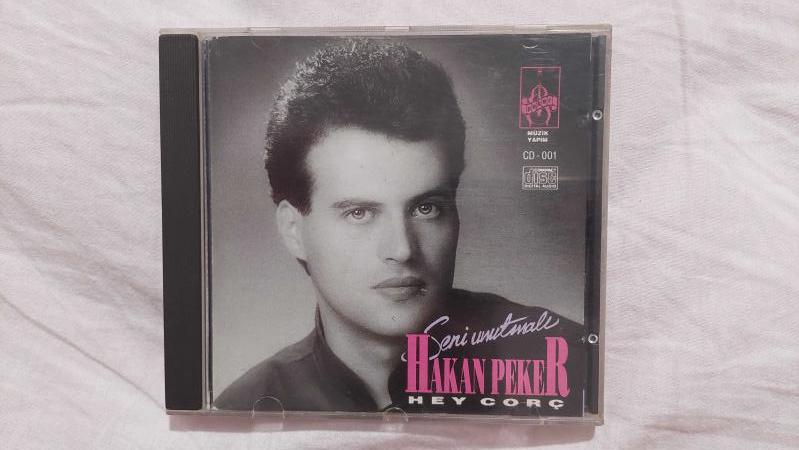 MÜZİK
YAPIM
CD-001
COMPACT
disc
DIGITAL AUDIO
Seni unutmalı
HAKAN PEKER
HEY CORÇ